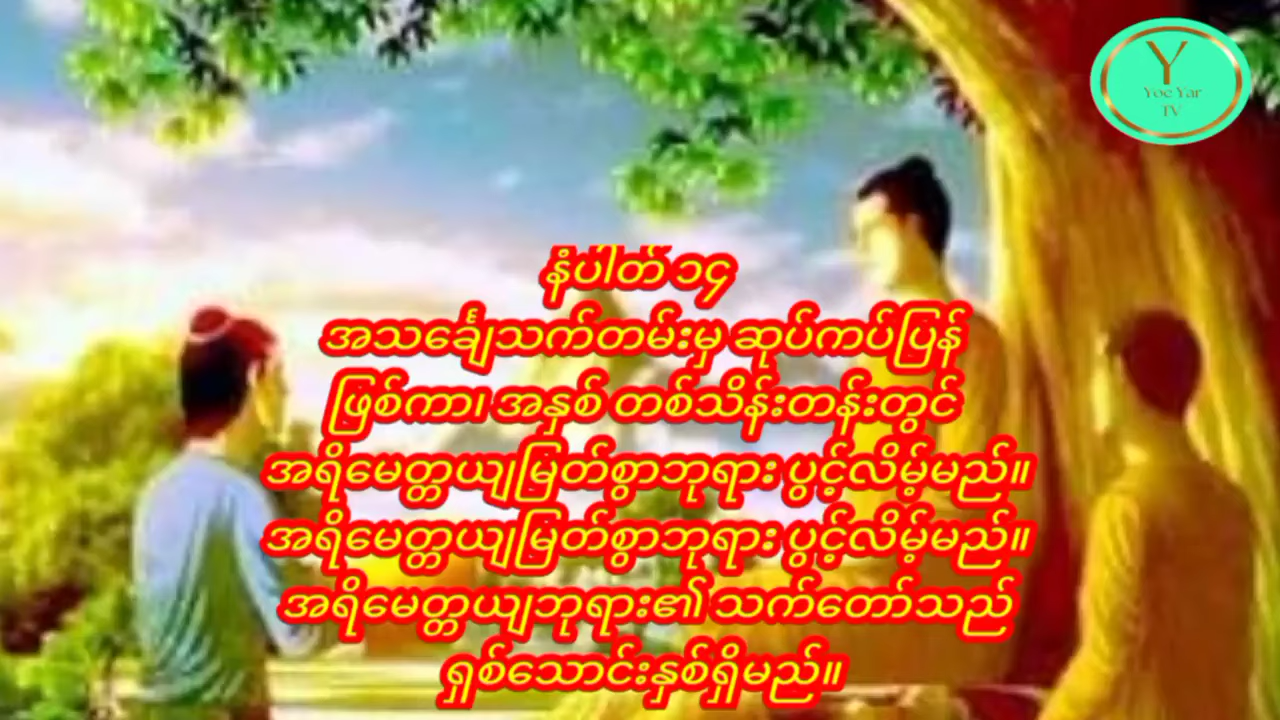 Y
Yoe Yar
TV
နံပါတ် ၁၄
အသင်္ချေသက်တမ်းမှ ဆုပ်ကပ်ပြန်
ဖြစ်ကာ၊ အနှစ် တစ်သိန်းတန်းတွင်
အရိမေတ္တယျမြတ်စွာဘုရား ပွင့်လိမ့်မည်။
အရိမေတ္တယျမြတ်စွာဘုရား ပွင့်လိမ့်မည်။
အရိမေတ္တယျဘုရား၏ သက်တော်သည်
ရှစ်သောင်းနှစ်ရှိမည်။